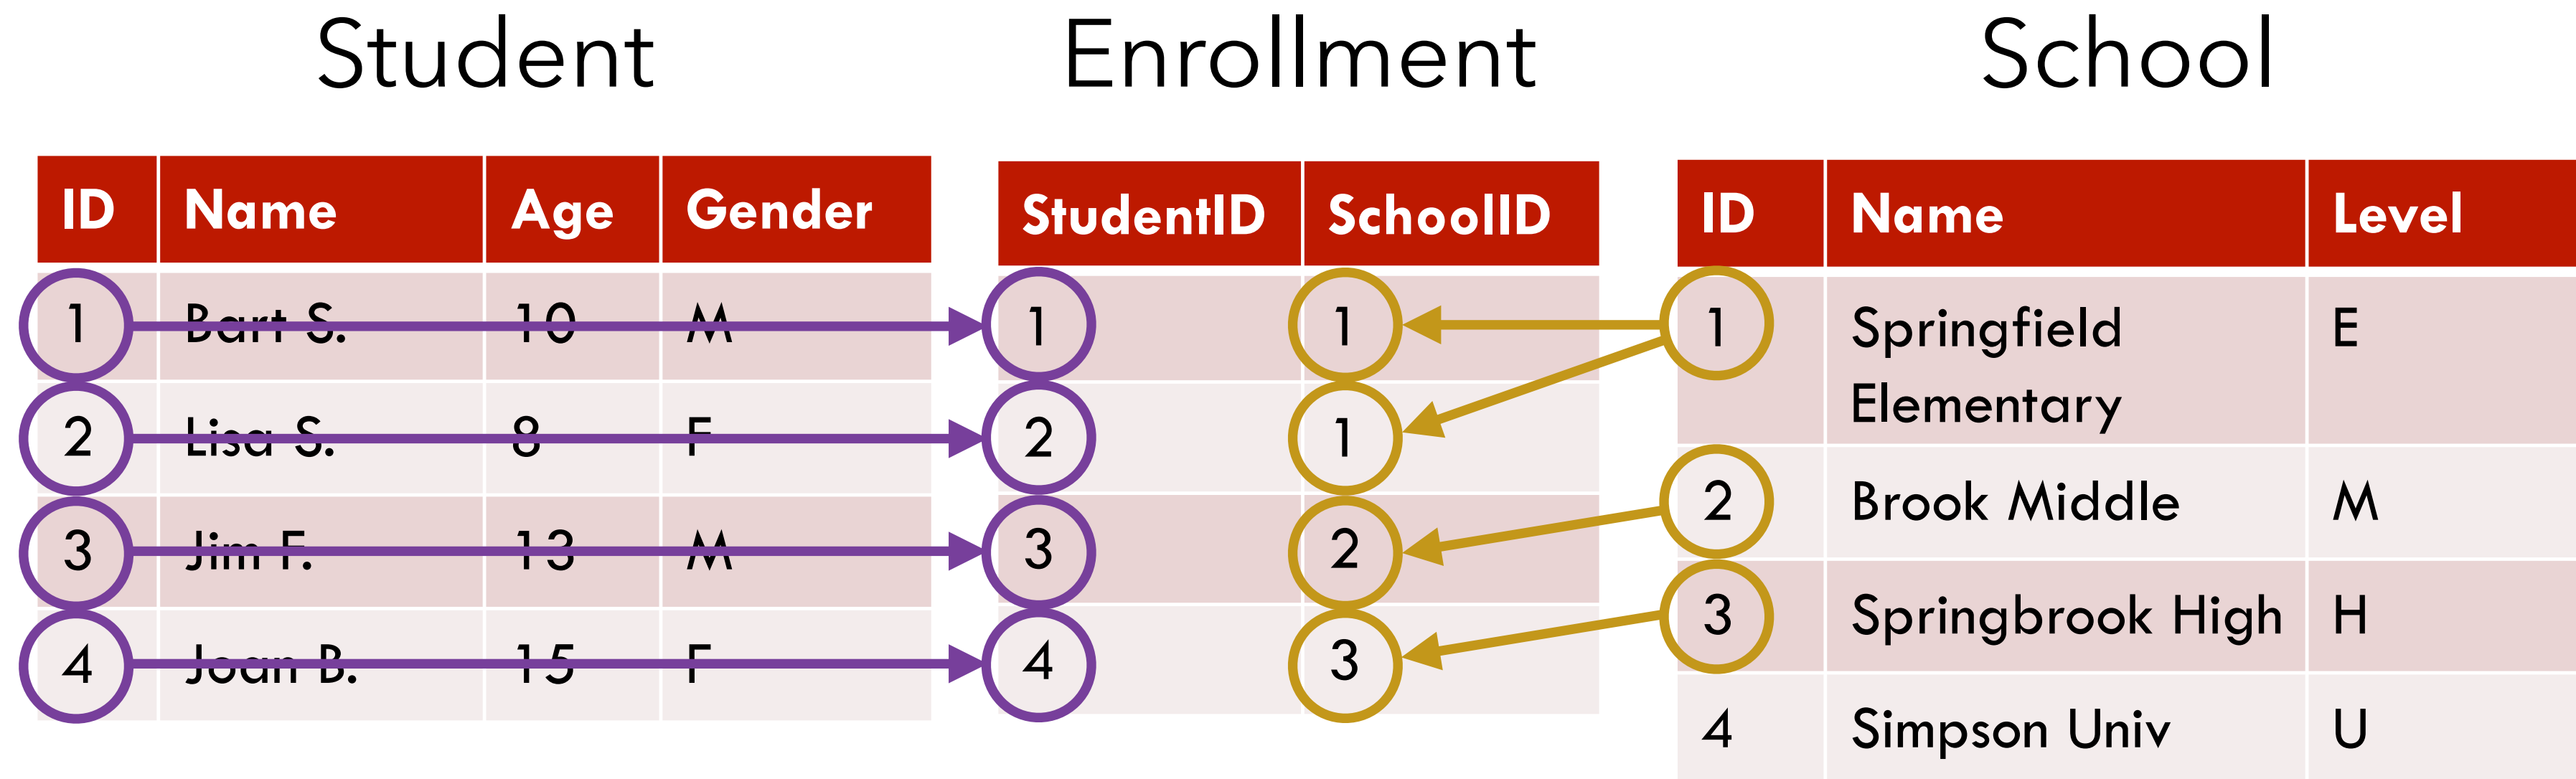 Student Enrollment School
ID Name Age Gender StudentID SchoolID ID Name Level
1 Bart S. 10 M 1 1 1 Springfield E
Elementary
2 Lisa S. 8 F 2 1
3 Jim F. 13 M 3 2 2 Brook Middle M
4 Joan B. 15 F 4 3 3 Springbrook High H
4 Simpson Univ U